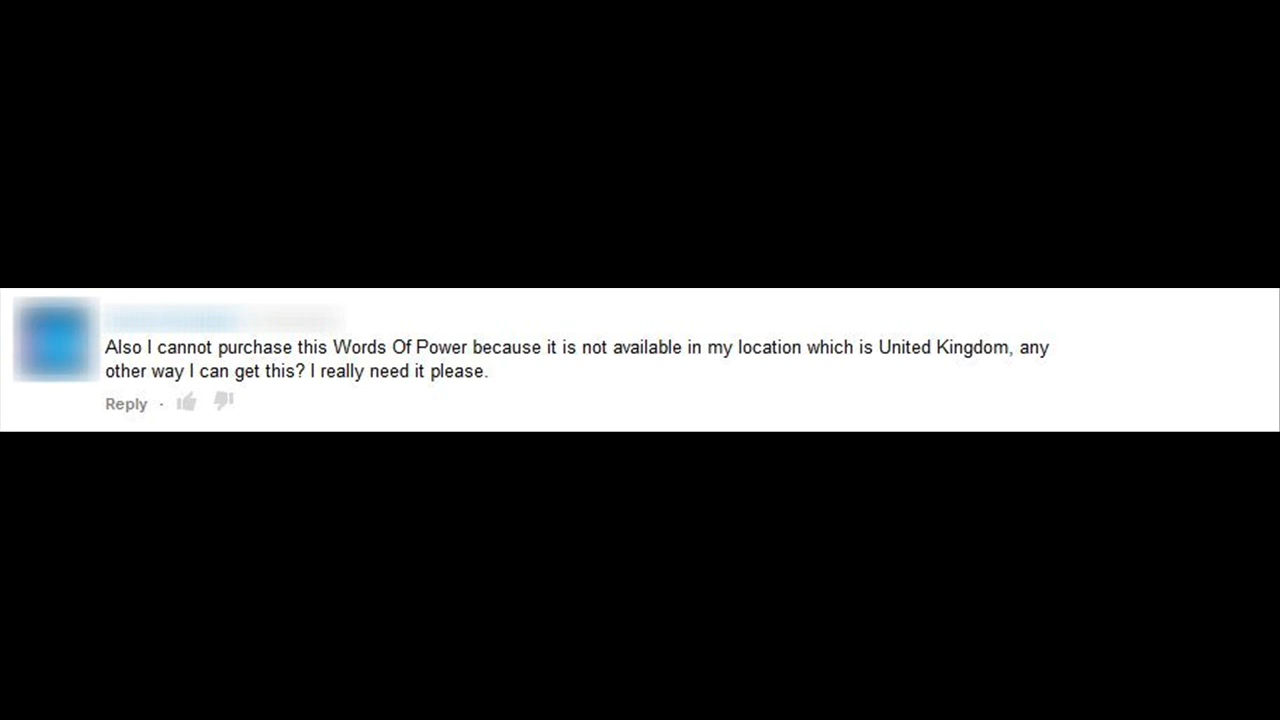 Also I cannot purchase this Words Of Power because it is not available in my location which is United Kingdom, any
other way I can get this? I really need it please.
Reply ·